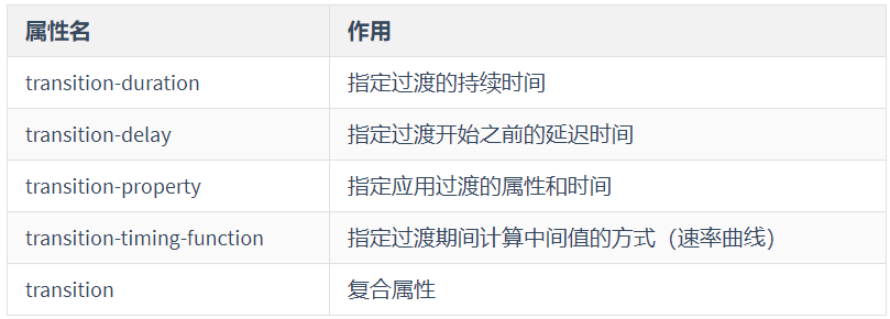 属性名 作用
transition-duration 指定过渡的持续时间
transition-delay 指定过渡开始之前的延迟时间
transition-property 指定应用过渡的属性和时间
transition-timing-function 指定过渡期间计算中间值的方式（速率曲线）
transition 复合属性